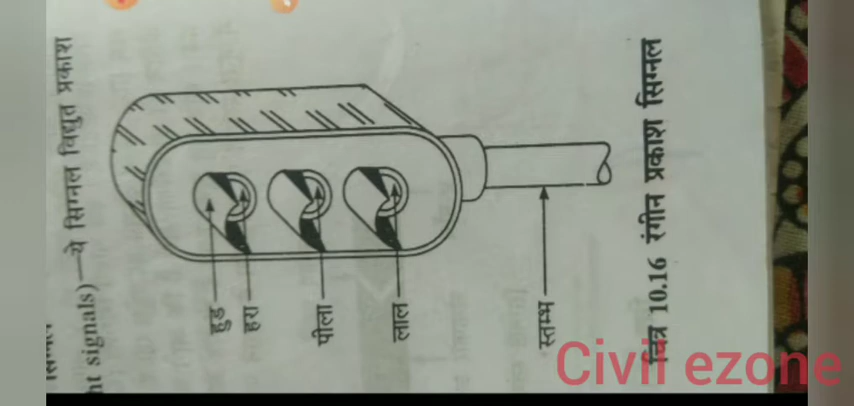 ht signals)—ये सिग्नल विद्युत प्रकाश
हुड
हरा
पीला
लाल
स्तम्भ
चित्र 10.16 रंगीन प्रकाश सिग्नल
Civil ezone